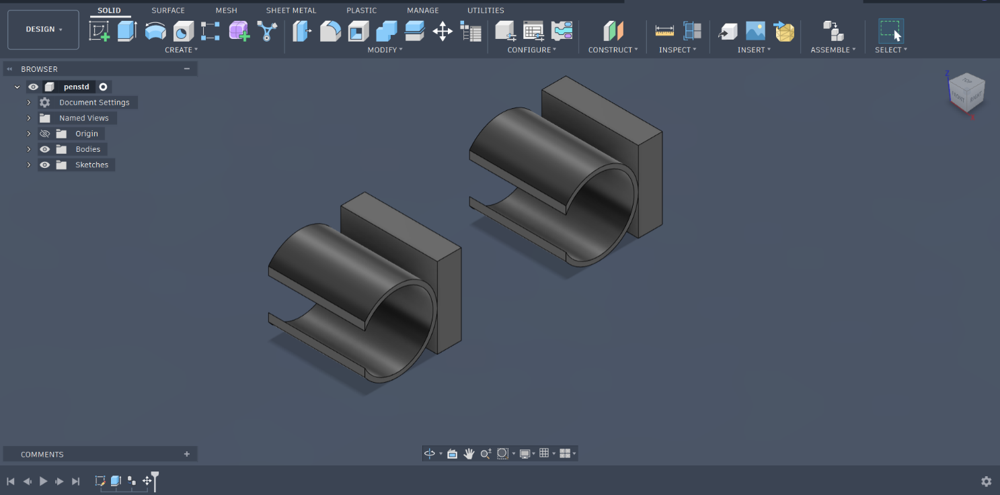 SOLID SURFACE MESH SHEET METAL PLASTIC MANAGE UTILITIES
DESIGN
CREATE MODIFY CONFIGURE CONSTRUCT INSPECT INSERT ASSEMBLE SELECT
BROWSER
penstd
Document Settings
Named Views
Origin
Bodies
Sketches
Z
TOP
FRONT
RIGHT
X
COMMENTS